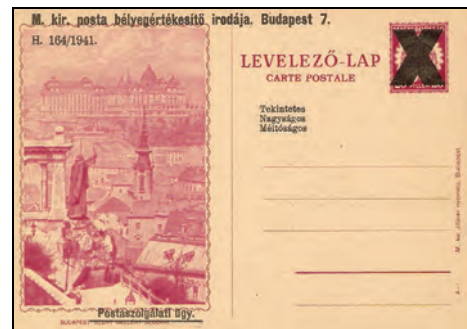 M. kir. posta bélyegértékesítő irodája, Budapest 7.
H. 164/1941.
LEVELEZŐ-LAP
CARTE POSTALE
Tekintetes
Nagyságos
Méltóságos
Postaszolgálati ügy.